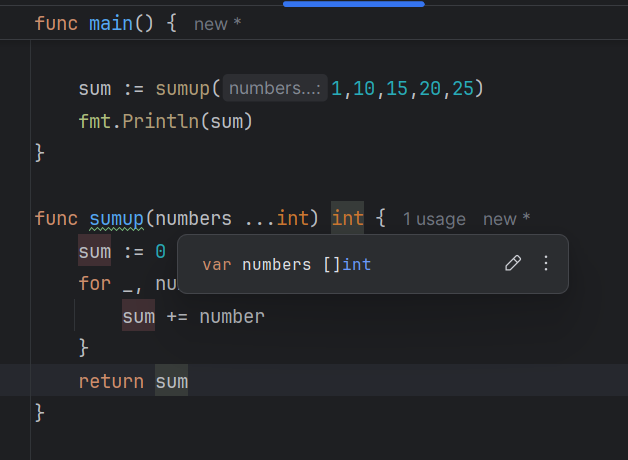 func main() { new *
sum := sumup( numbers...: 1,10,15,20,25)
fmt.Println(sum)
}
func sumup(numbers ...int) int { 1 usage new *
sum := 0
var numbers []int
for _,
sum += number
}
return sum
}